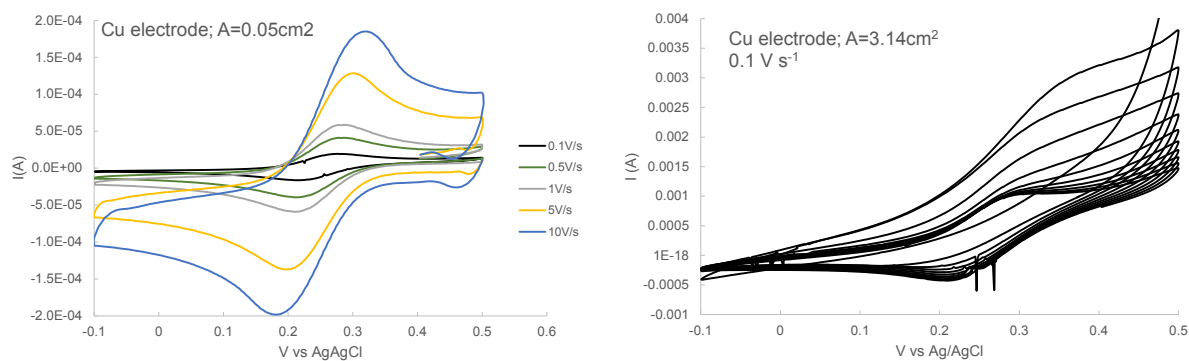 Cu electrode; A=0.05cm2
2.0E-04
1.5E-04
1.0E-04
5.0E-05
0.0E+00
-5.0E-05
-1.0E-04
-1.5E-04
-2.0E-04
I(A)
-0.1
0
0.1
0.2
0.3
0.4
0.5
0.6
V vs AgAgCl
0.1V/s
0.5V/s
1V/s
5V/s
10V/s
Cu electrode; A=3.14cm²
0.1 V s⁻¹
0.004
0.0035
0.003
0.0025
0.002
0.0015
0.001
0.0005
1E-18
-0.0005
-0.001
I (A)
-0.1
0
0.1
0.2
0.3
0.4
0.5
V vs Ag/AgCl